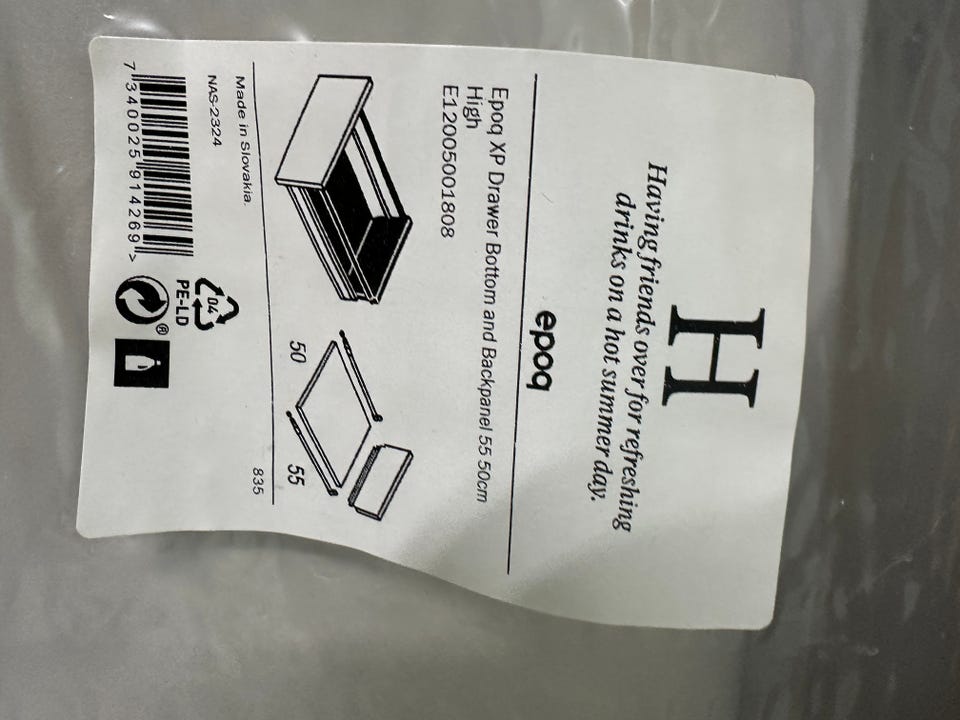 H
Having friends over for refreshing
drinks on a hot summer day.
epoq
Epoq XP Drawer Bottom and Backpanel 55 50cm
High
E12005001808
50
55
835
Made in Slovakia.
NAS-2324
7 340025 914269 >
04
PE-LD
®